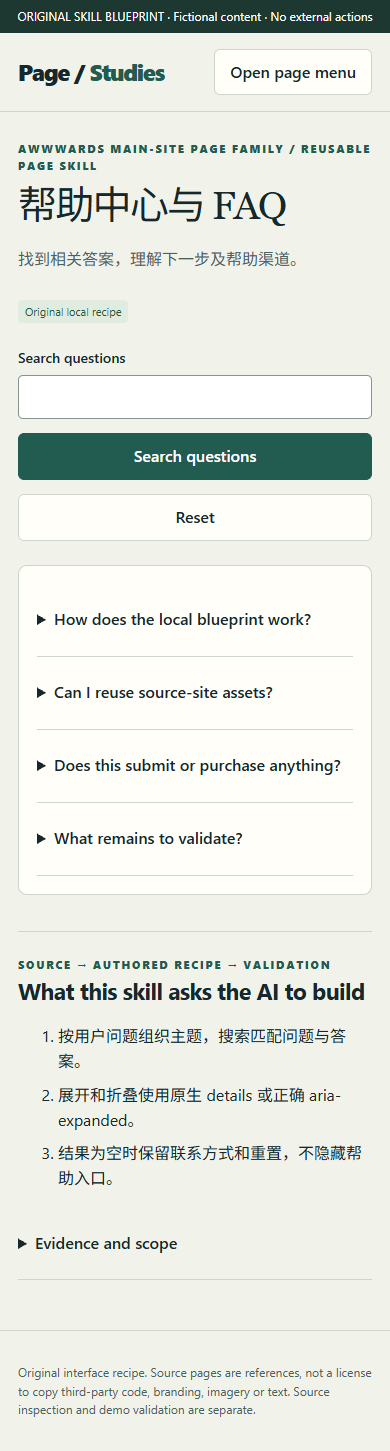 ORIGINAL SKILL BLUEPRINT · Fictional content · No external actions
Page / Studies
Open page menu
AWWWARDS MAIN-SITE PAGE FAMILY / REUSABLE
PAGE SKILL
帮助中心与 FAQ
找到相关答案，理解下一步及帮助渠道。
Original local recipe
Search questions
Search questions
Reset
How does the local blueprint work?
Can I reuse source-site assets?
Does this submit or purchase anything?
What remains to validate?
SOURCE → AUTHORED RECIPE → VALIDATION
What this skill asks the AI to build
1. 按用户问题组织主题，搜索匹配问题与答
案。
2. 展开和折叠使用原生 details 或正确 aria-
expanded。
3. 结果为空时保留联系方式和重置，不隐藏帮
助入口。
Evidence and scope
Original interface recipe. Source pages are references, not a license
to copy third-party code, branding, imagery or text. Source
inspection and demo validation are separate.